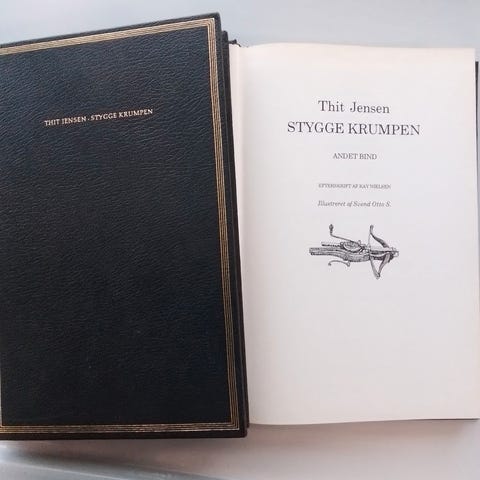 THIT JENSEN · STYGGE KRUMPEN
Thit Jensen
STYGGE KRUMPEN
ANDET BIND
EFTERSKRIFT AF KAY NIELSEN
Illustreret af Svend Otto S.